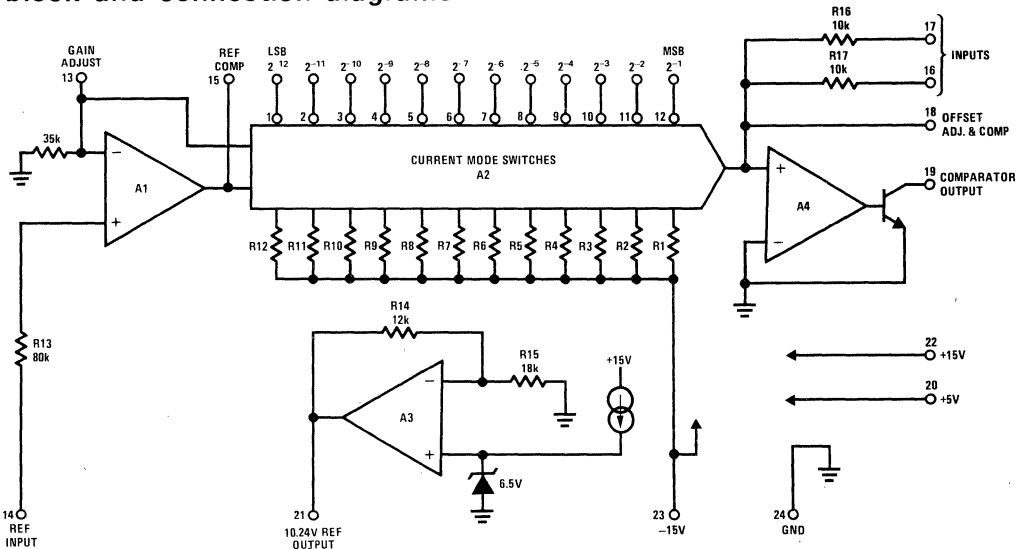 block and connection diagrams
GAIN
ADJUST
13
REF
COMP
15
LSB
2-12
2-11
2-10
2-9
2-8
2-7
2-6
2-5
2-4
2-3
2-2
MSB
2-1
1
2
3
4
5
6
7
8
9
10
11
12
R16
10k
17
R17
10k
16
INPUTS
18
OFFSET
ADJ. & COMP
35k
−
A1
+
CURRENT MODE SWITCHES
A2
+
A4
−
19
COMPARATOR
OUTPUT
R12
R11
R10
R9
R8
R7
R6
R5
R4
R3
R2
R1
R13
80k
R14
12k
R15
18k
−
A3
+
+15V
6.5V
22
+15V
20
+5V
14
REF
INPUT
21
10.24V REF
OUTPUT
23
−15V
24
GND